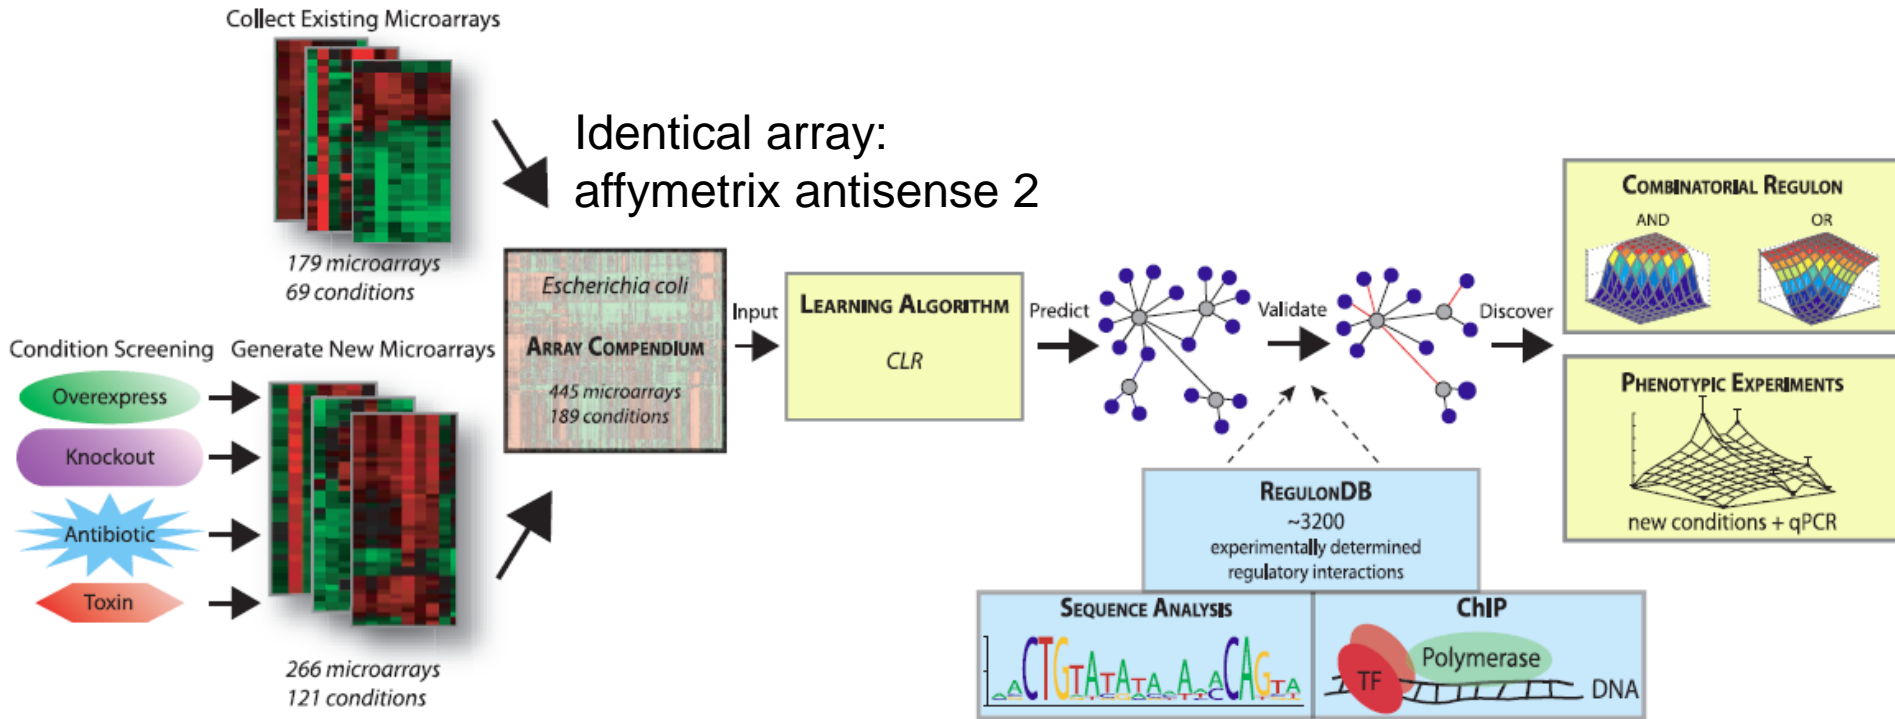 Collect Existing Microarrays
179 microarrays
69 conditions
Identical array:
affymetrix antisense 2
Condition Screening
Overexpress
Knockout
Antibiotic
Toxin
Generate New Microarrays
266 microarrays
121 conditions
Escherichia coli
ARRAY COMPENDIUM
445 microarrays
189 conditions
Input
LEARNING ALGORITHM
CLR
Predict
Validate
Discover
REGULONDB
~3200
experimentally determined
regulatory interactions
SEQUENCE ANALYSIS
CTGTATATA
CAGTA
ChIP
TF
Polymerase
DNA
COMBINATORIAL REGULON
AND
OR
PHENOTYPIC EXPERIMENTS
new conditions + qPCR